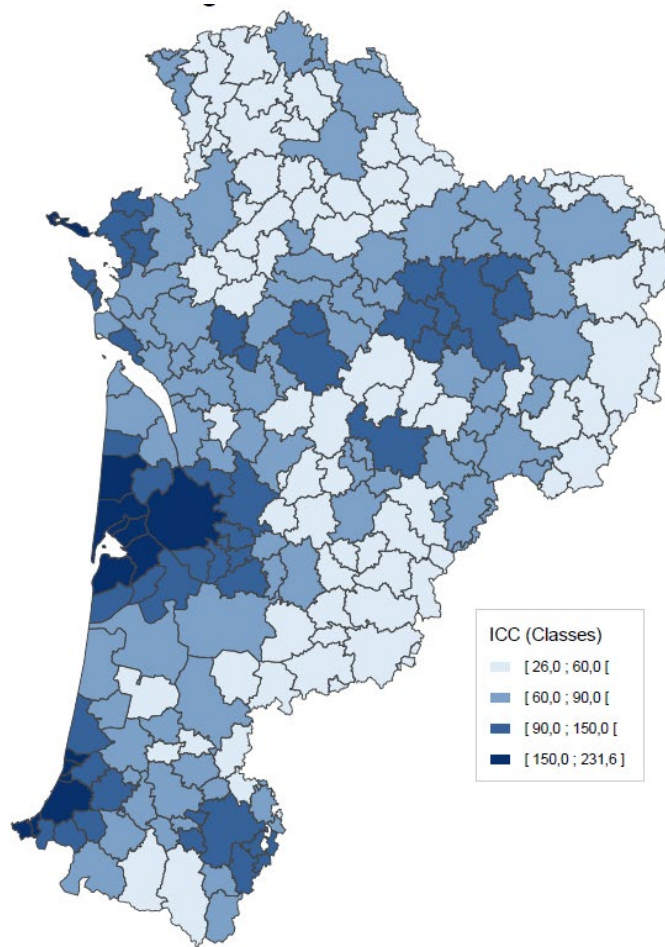 ICC (Classes)
[ 26,0 ; 60,0 [
[ 60,0 ; 90,0 [
[ 90,0 ; 150,0 [
[ 150,0 ; 231,6 ]